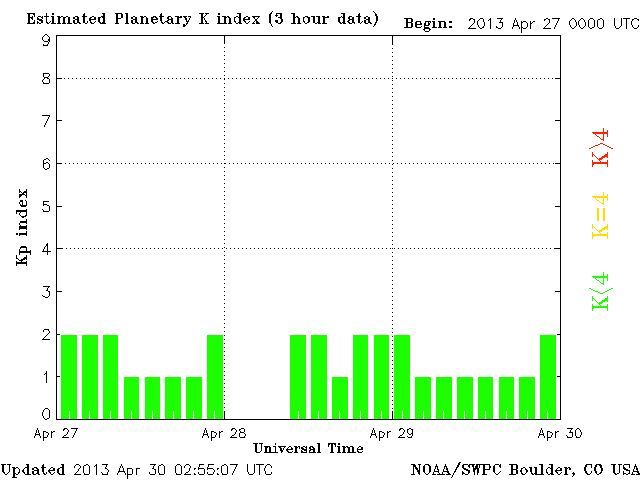 Estimated Planetary K index (3 hour data)
Begin: 2013 Apr 27 0000 UTC
9
8
7
6
5
4
3
2
1
0
Kp index
K>4
K=4
K<4
Apr 27
Apr 28
Apr 29
Apr 30
Universal Time
Updated 2013 Apr 30 02:55:07 UTC
NOAA/SWPC Boulder, CO USA